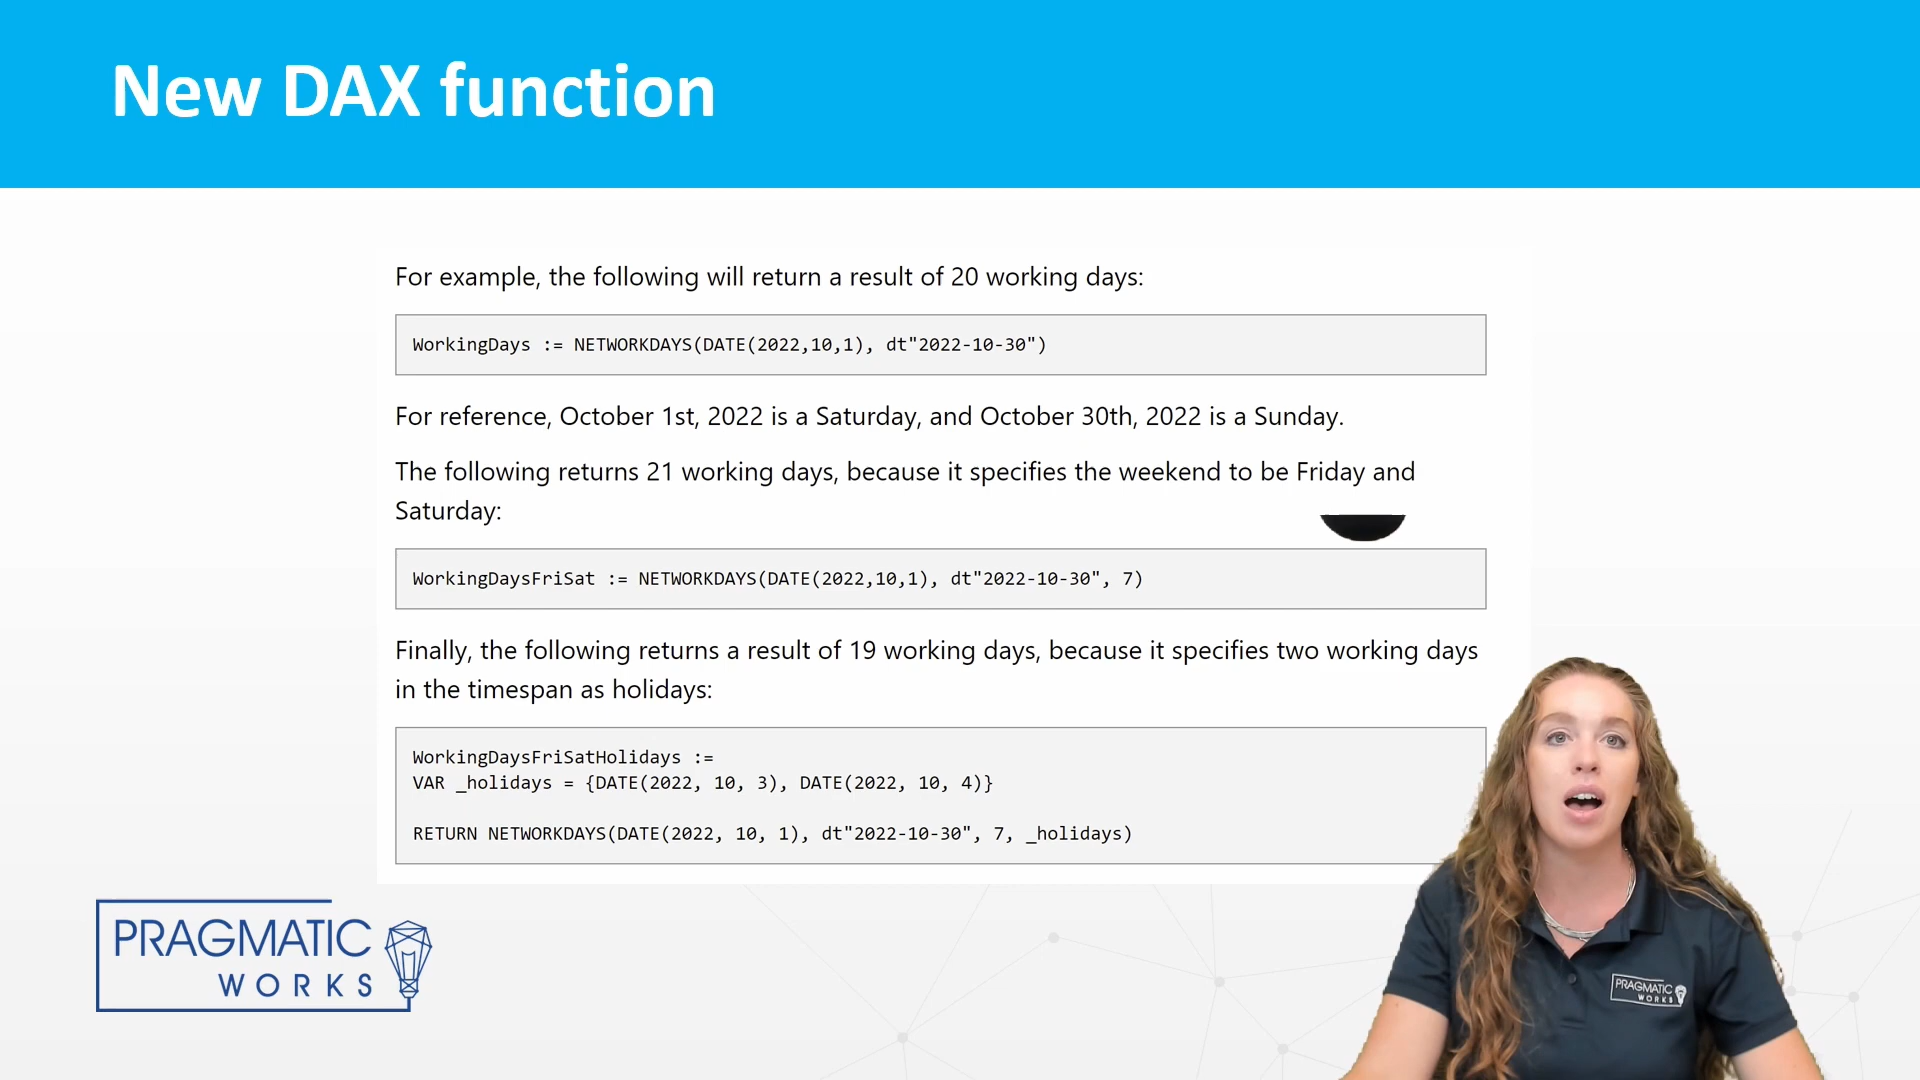 New DAX function
For example, the following will return a result of 20 working days:
WorkingDays := NETWORKDAYS(DATE(2022,10,1), dt"2022-10-30")
For reference, October 1st, 2022 is a Saturday, and October 30th, 2022 is a Sunday.
The following returns 21 working days, because it specifies the weekend to be Friday and
Saturday:
WorkingDaysFriSat := NETWORKDAYS(DATE(2022,10,1), dt"2022-10-30", 7)
Finally, the following returns a result of 19 working days, because it specifies two working days
in the timespan as holidays:
WorkingDaysFriSatHolidays :=
VAR _holidays = {DATE(2022, 10, 3), DATE(2022, 10, 4)}
RETURN NETWORKDAYS(DATE(2022, 10, 1), dt"2022-10-30", 7, _holidays)
PRAGMATIC
WORKS
PRAGMATIC
WORKS